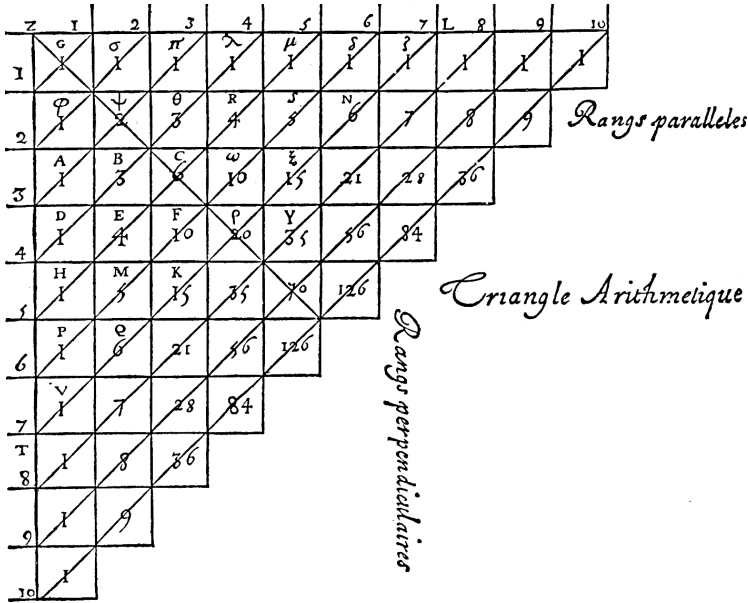 Z 1 2 3 4 5 6 7 L 8 9 10
G σ π λ μ δ ζ
1 1 1 1 1 1 1 1 1 1 1
φ ψ θ R S N
2 1 2 3 4 5 6 7 8 9 Rangs paralleles
A B C ω ξ
3 1 3 6 10 15 21 28 36
D E F ρ Y
4 1 4 10 20 35 56 84
H M K
5 1 5 15 35 70 126
Triangle Arithmetique
P Q
6 1 6 21 56 126
V
7 1 7 28 84
T
8 1 8 36
9 1 9
10 1
Rangs perpendiculaires